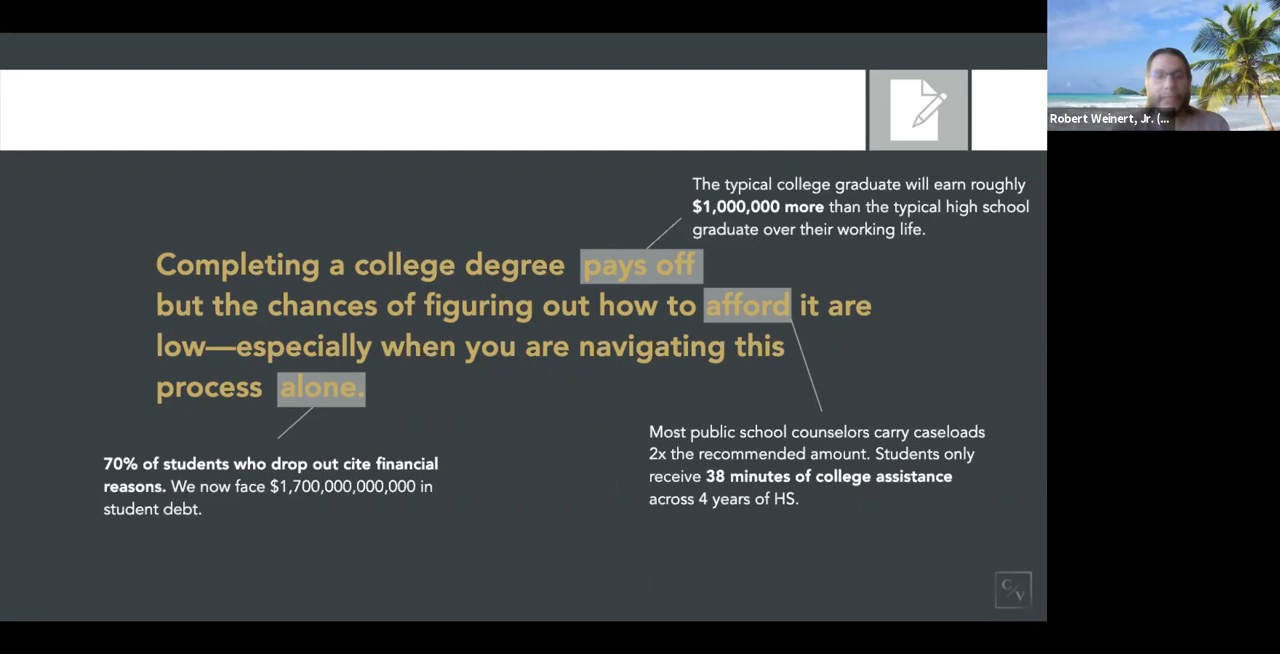 The typical college graduate will earn roughly
$1,000,000 more than the typical high school
graduate over their working life.
Completing a college degree pays off
but the chances of figuring out how to afford it are
low—especially when you are navigating this
process alone.
Most public school counselors carry caseloads
2x the recommended amount. Students only
receive 38 minutes of college assistance
across 4 years of HS.
70% of students who drop out cite financial
reasons. We now face $1,700,000,000,000 in
student debt.
C/V
Robert Weinert, Jr. (...